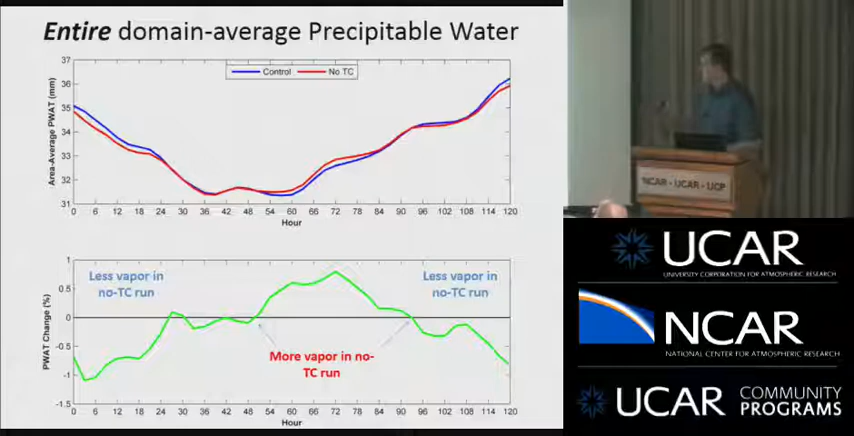 Entire domain-average Precipitable Water
Area-Average PWAT (mm)
37
36
35
34
33
32
31
Control
No TC
0 6 12 18 24 30 36 42 48 54 60 66 72 78 84 90 96 102 108 114 120
Hour
PWAT Change (%)
1
0.5
0
-0.5
-1
-1.5
Less vapor in
no-TC run
Less vapor in
no-TC run
More vapor in no-
TC run
0 6 12 18 24 30 36 42 48 54 60 66 72 78 84 90 96 102 108 114 120
Hour
NCAR - UCAR - UCP
UCAR
UNIVERSITY CORPORATION FOR ATMOSPHERIC RESEARCH
NCAR
NATIONAL CENTER FOR ATMOSPHERIC RESEARCH
UCAR COMMUNITY
PROGRAMS